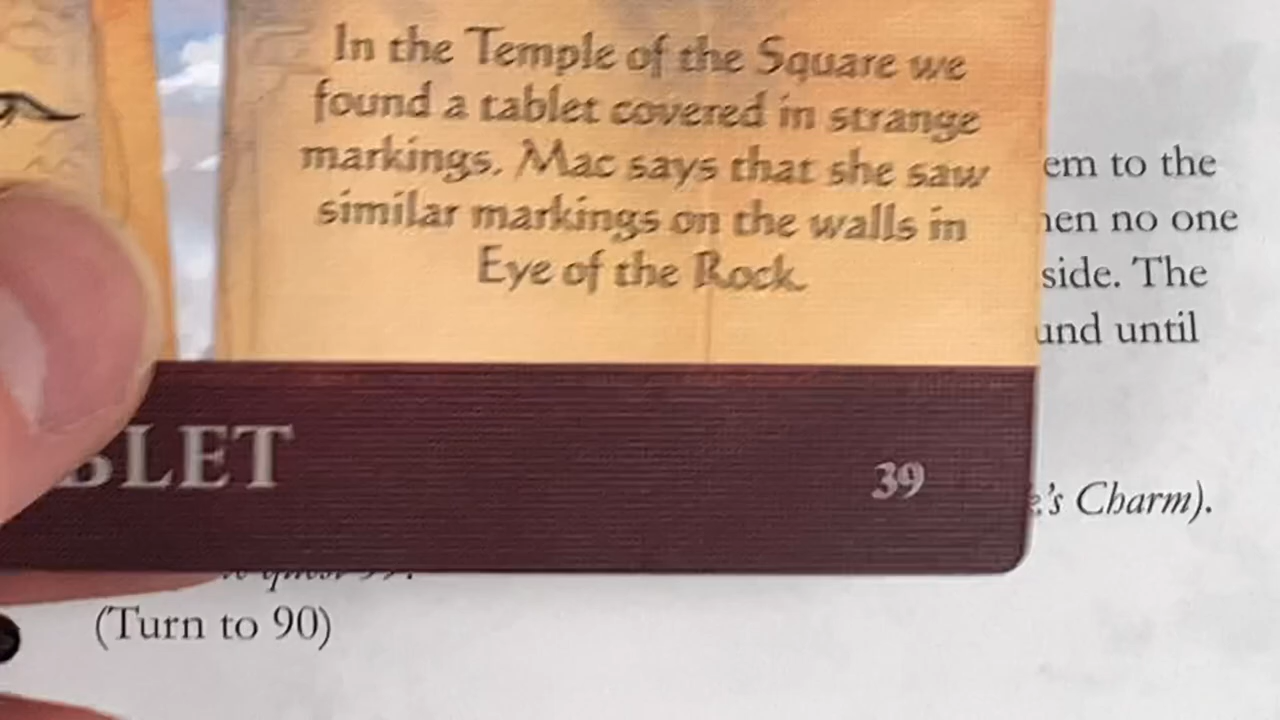 In the Temple of the Square we
found a tablet covered in strange
markings. Mac says that she saw
similar markings on the walls in
Eye of the Rock.
BLET
39
em to the
hen no one
side. The
und until
's Charm).
(Turn to 90)